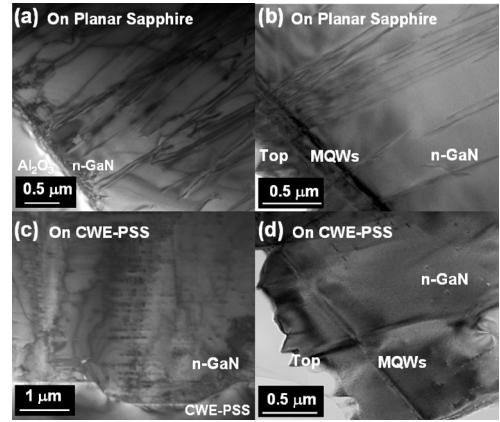 (a) On Planar Sapphire
Al₂O₃ n-GaN
0.5 µm
(b) On Planar Sapphire
Top MQWs n-GaN
0.5 µm
(c) On CWE-PSS
n-GaN
CWE-PSS
1 µm
(d) On CWE-PSS
n-GaN
Top MQWs
0.5 µm